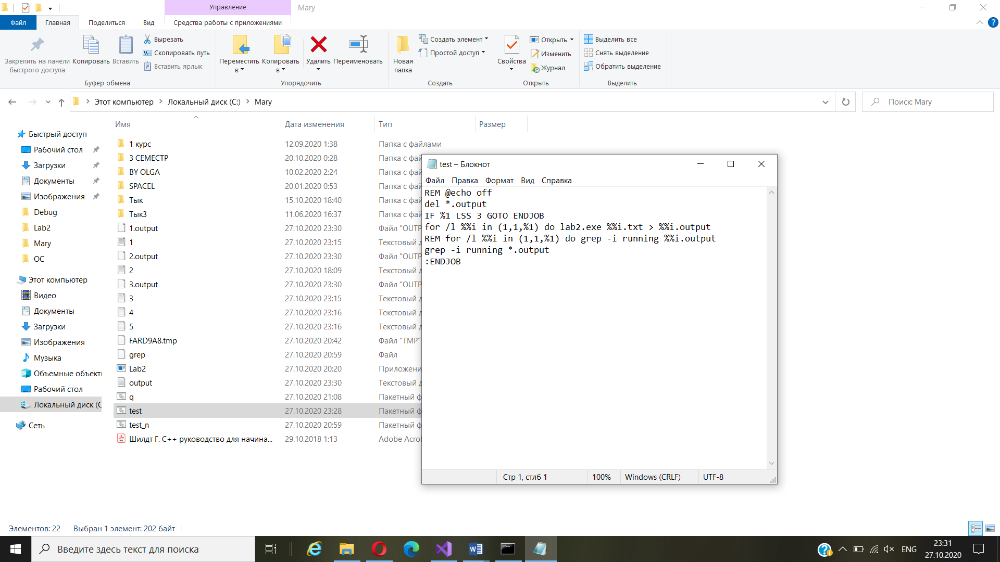 Управление
Mary
Файл
Главная
Поделиться
Вид
Средства работы с приложениями
Закрепить на панели быстрого доступа
Копировать
Вставить
Вырезать
Скопировать путь
Вставить ярлык
Буфер обмена
Переместить в
Копировать в
Удалить
Переименовать
Упорядочить
Новая папка
Создать элемент
Простой доступ
Создать
Свойства
Открыть
Изменить
Журнал
Открыть
Выделить все
Снять выделение
Обратить выделение
Выделить
Этот компьютер
Локальный диск (C:)
Mary
Поиск: Mary
Быстрый доступ
Рабочий стол
Загрузки
Документы
Изображения
Debug
Lab2
Mary
ОС
Этот компьютер
Видео
Документы
Загрузки
Изображения
Музыка
Объемные объект
Рабочий стол
Локальный диск (C
Сеть
Имя Дата изменения Тип Размер
1 курс 12.09.2020 1:38 Папка с файлами
3 СЕМЕСТР 20.10.2020 0:28 Папка с фай
BY OLGA 10.02.2020 2:24 Папка с фай
SPACEL 20.01.2020 0:53 Папка с фай
Тык 15.10.2020 18:40 Папка с фай
Тык3 11.06.2020 16:37 Папка с фай
1.output 27.10.2020 23:30 Файл "OUTP
1 27.10.2020 23:15 Текстовый д
2.output 27.10.2020 23:30 Файл "OUTP
2 27.10.2020 18:09 Текстовый д
3.output 27.10.2020 23:30 Файл "OUTP
3 27.10.2020 23:15 Текстовый д
4 27.10.2020 23:16 Текстовый д
5 27.10.2020 23:16 Текстовый д
FARD9A8.tmp 27.10.2020 20:42 Файл "TMP"
grep 27.10.2020 20:59 Файл
Lab2 27.10.2020 20:20 Приложени
output 27.10.2020 23:30 Текстовый д
q 27.10.2020 21:08 Пакетный ф
test 27.10.2020 23:28 Пакетный ф
test_n 27.10.2020 20:59 Пакетный ф
Шилдт Г. С++ руководство для начина... 29.10.2018 1:13 Adobe Acrol
test – Блокнот
Файл Правка Формат Вид Справка
REM @echo off
del *.output
IF %1 LSS 3 GOTO ENDJOB
for /l %%i in (1,1,%1) do lab2.exe %%i.txt > %%i.output
REM for /l %%i in (1,1,%1) do grep -i running %%i.output
grep -i running *.output
:ENDJOB
Стр 1, стлб 1 100% Windows (CRLF) UTF-8
Элементов: 22 Выбран 1 элемент: 202 байт
Введите здесь текст для поиска
ENG
23:31
27.10.2020